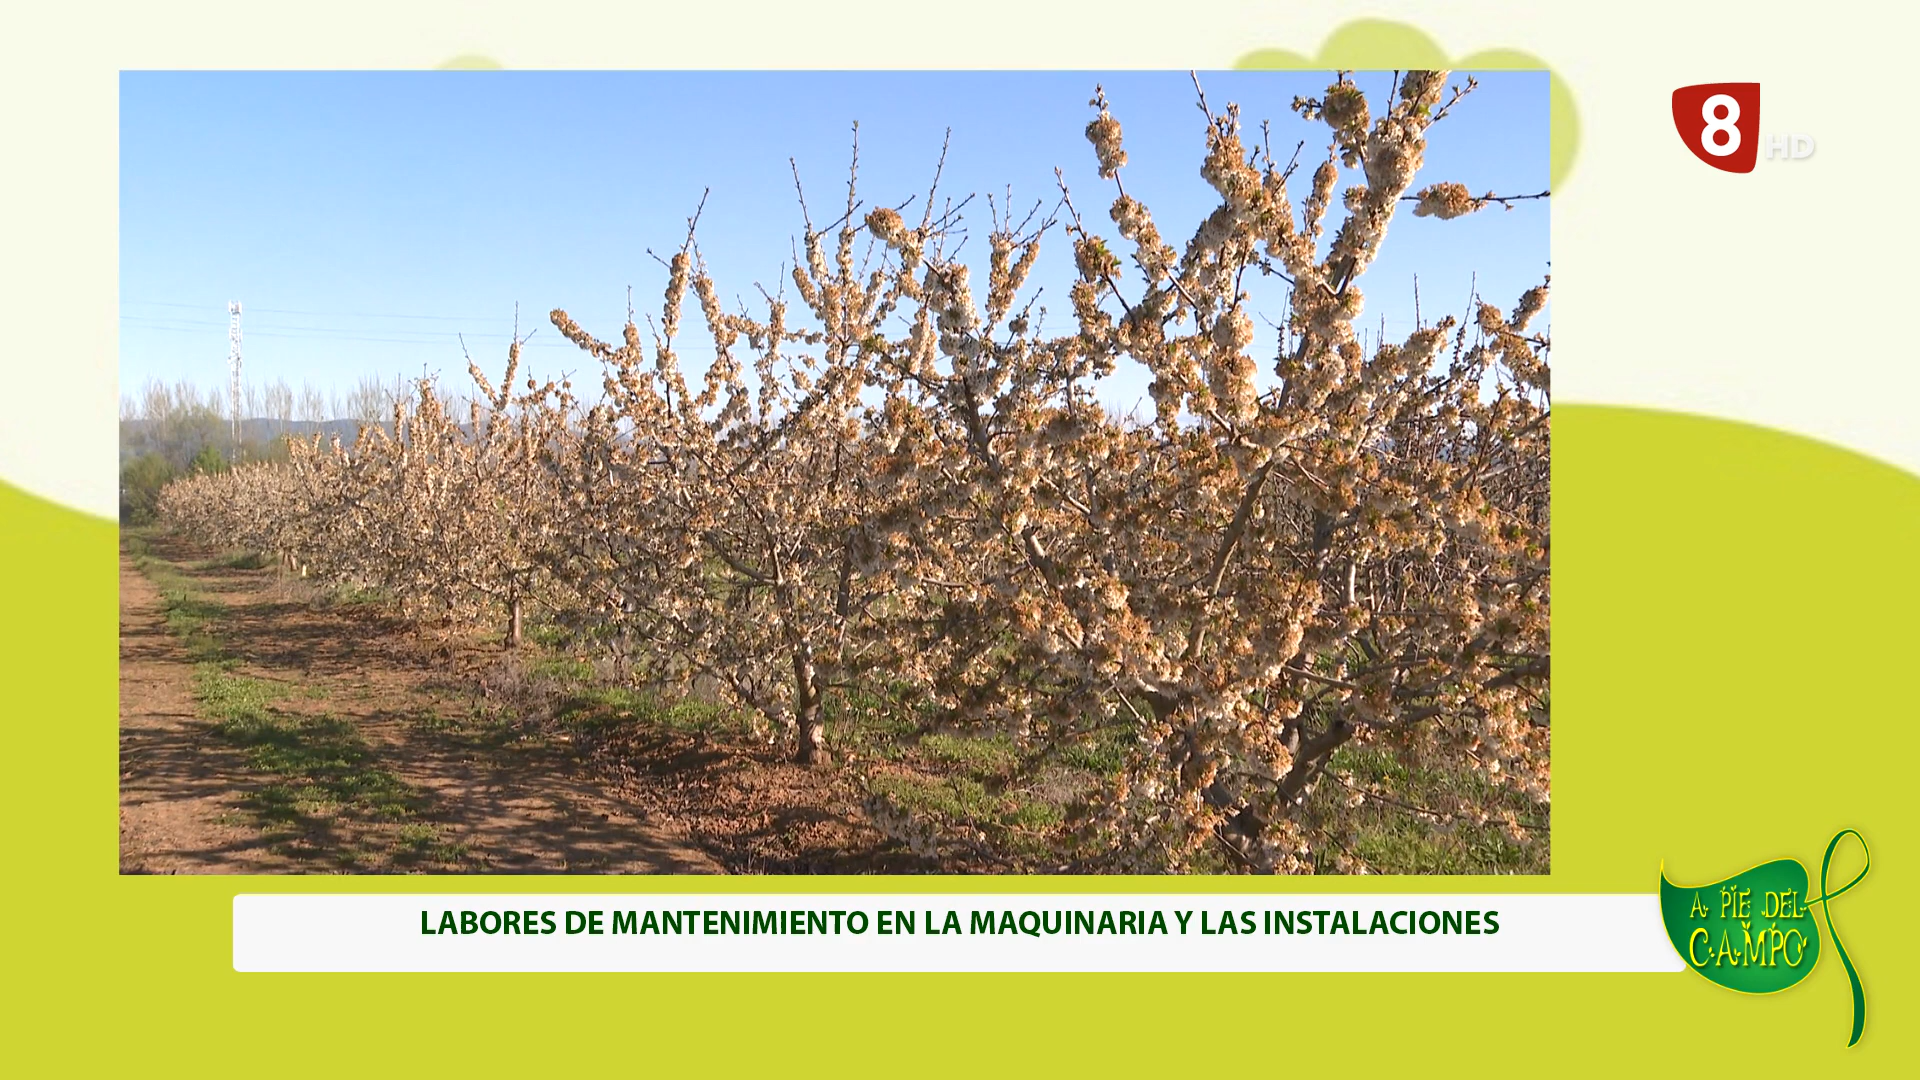 8
HD
LABORES DE MANTENIMIENTO EN LA MAQUINARIA Y LAS INSTALACIONES
A PIE DEL
CAMPO